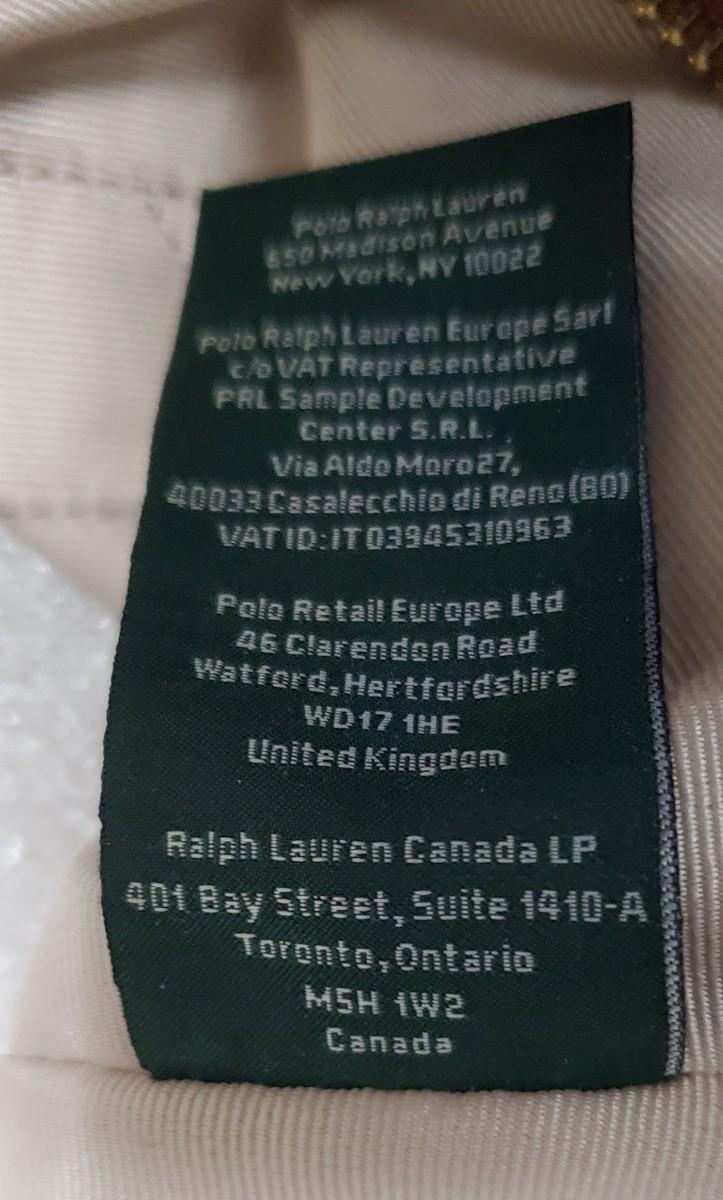 Polo Ralph Lauren
650 Madison Avenue
New York, NY 10022
Polo Ralph Lauren Europe Sarl
c/o VAT Representative
PRL Sample Development
Center S.R.L.
Via Aldo Moro 27,
40033 Casalecchio di Reno (BO)
VAT ID: IT 03945310963
Polo Retail Europe Ltd
46 Clarendon Road
Watford, Hertfordshire
WD17 1HE
United Kingdom
Ralph Lauren Canada LP
401 Bay Street, Suite 1410-A
Toronto, Ontario
M5H 1W2
Canada